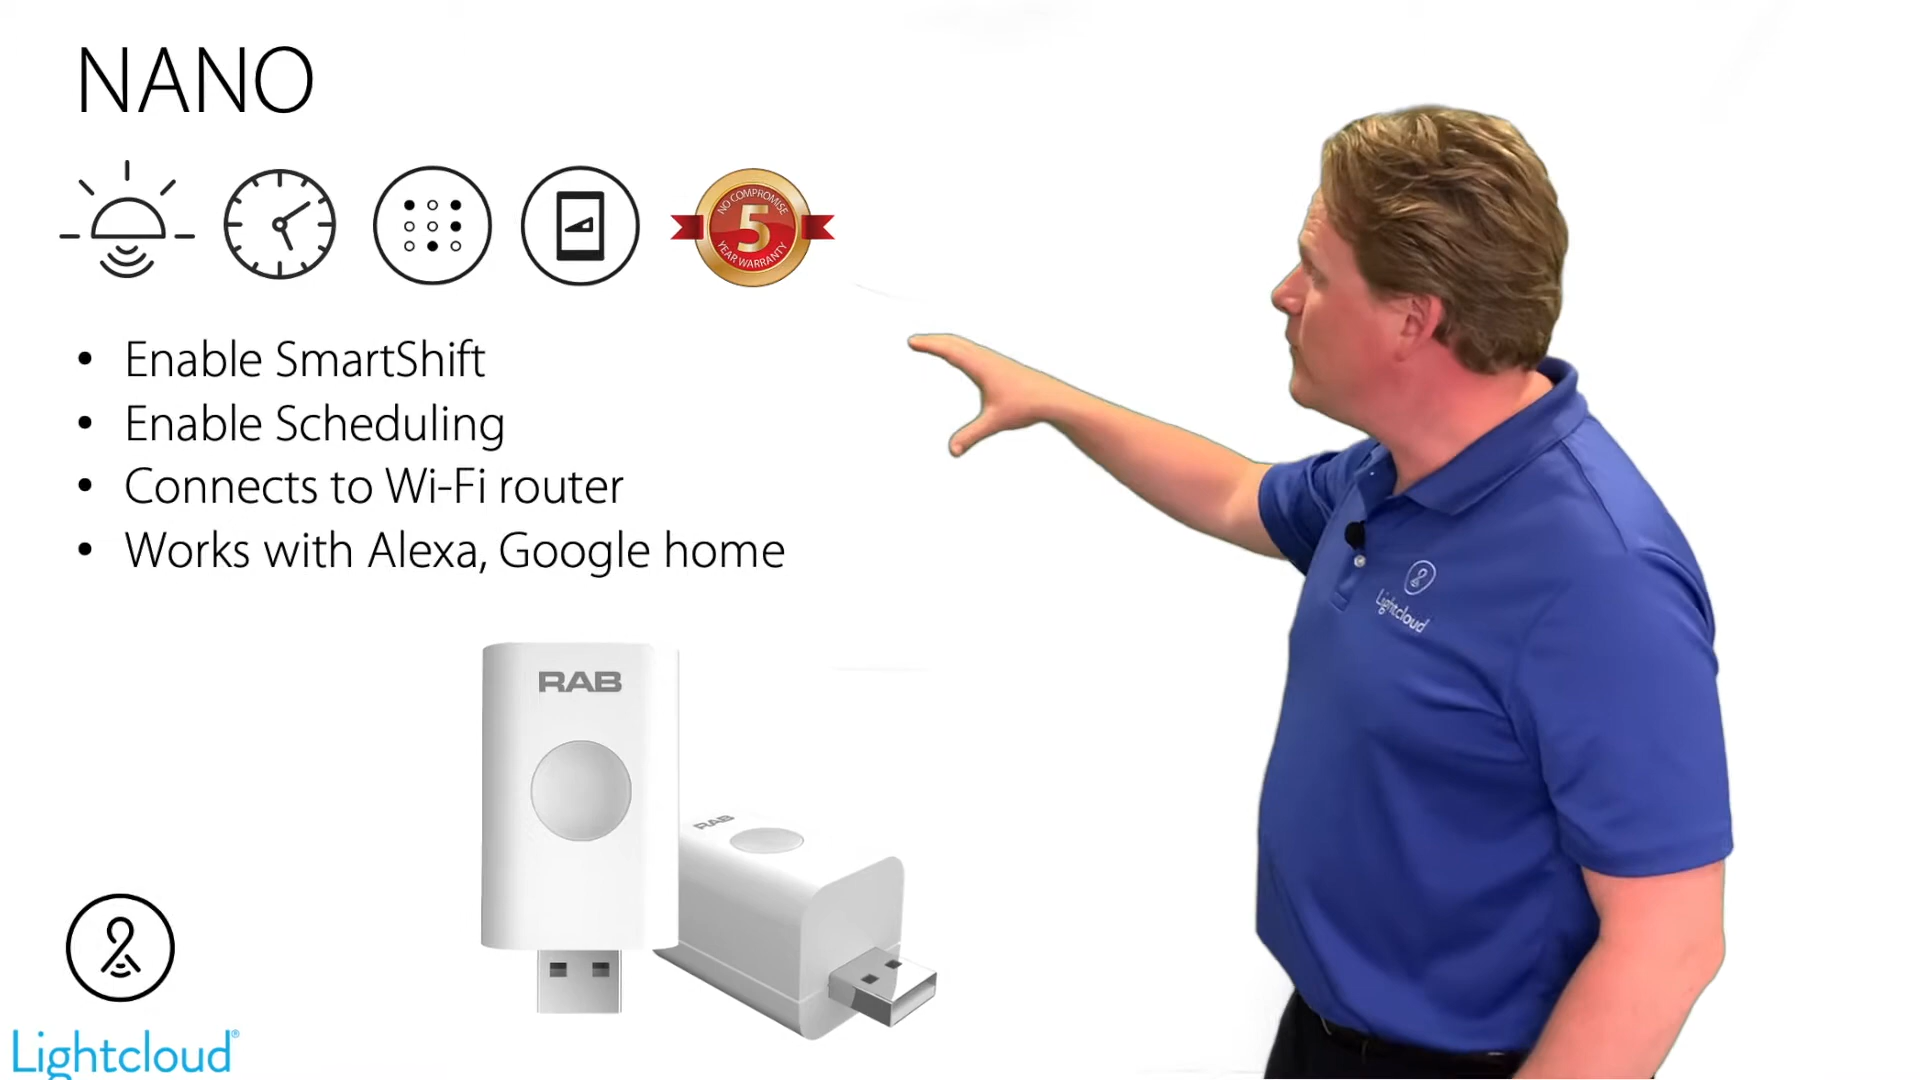 NANO
NO COMPROMISE
5
YEAR WARRANTY
• Enable SmartShift
• Enable Scheduling
• Connects to Wi-Fi router
• Works with Alexa, Google home
Lightcloud
RAB
RAB
Lightcloud®